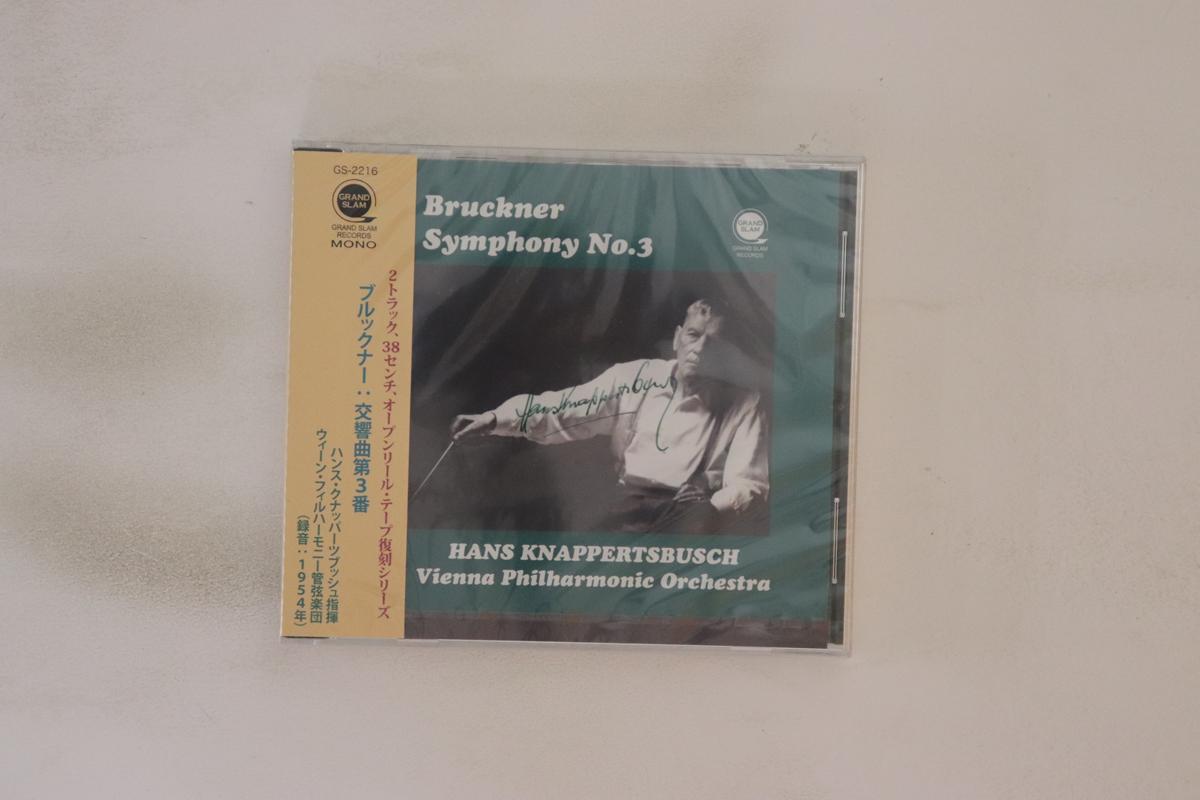 GS-2216
GRAND
SLAM
GRAND SLAM
RECORDS
MONO
2トラック、38センチ、オープンリール・テープ復刻シリーズ
ブルックナー:交響曲第3番
ハンス・クナッパーツブッシュ指揮
ウィーン・フィルハーモニー管弦楽団
(録音:1954年)
Bruckner
Symphony No.3
GRAND
SLAM
GRAND SLAM
RECORDS
Hans Knappertsbusch
HANS KNAPPERTSBUSCH
Vienna Philharmonic Orchestra